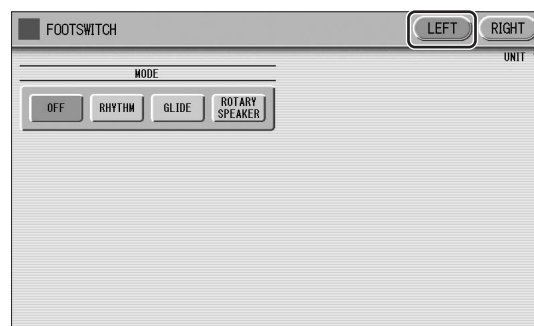 FOOTSWITCH LEFT RIGHT
UNIT
MODE
OFF RHYTHM GLIDE ROTARY
SPEAKER